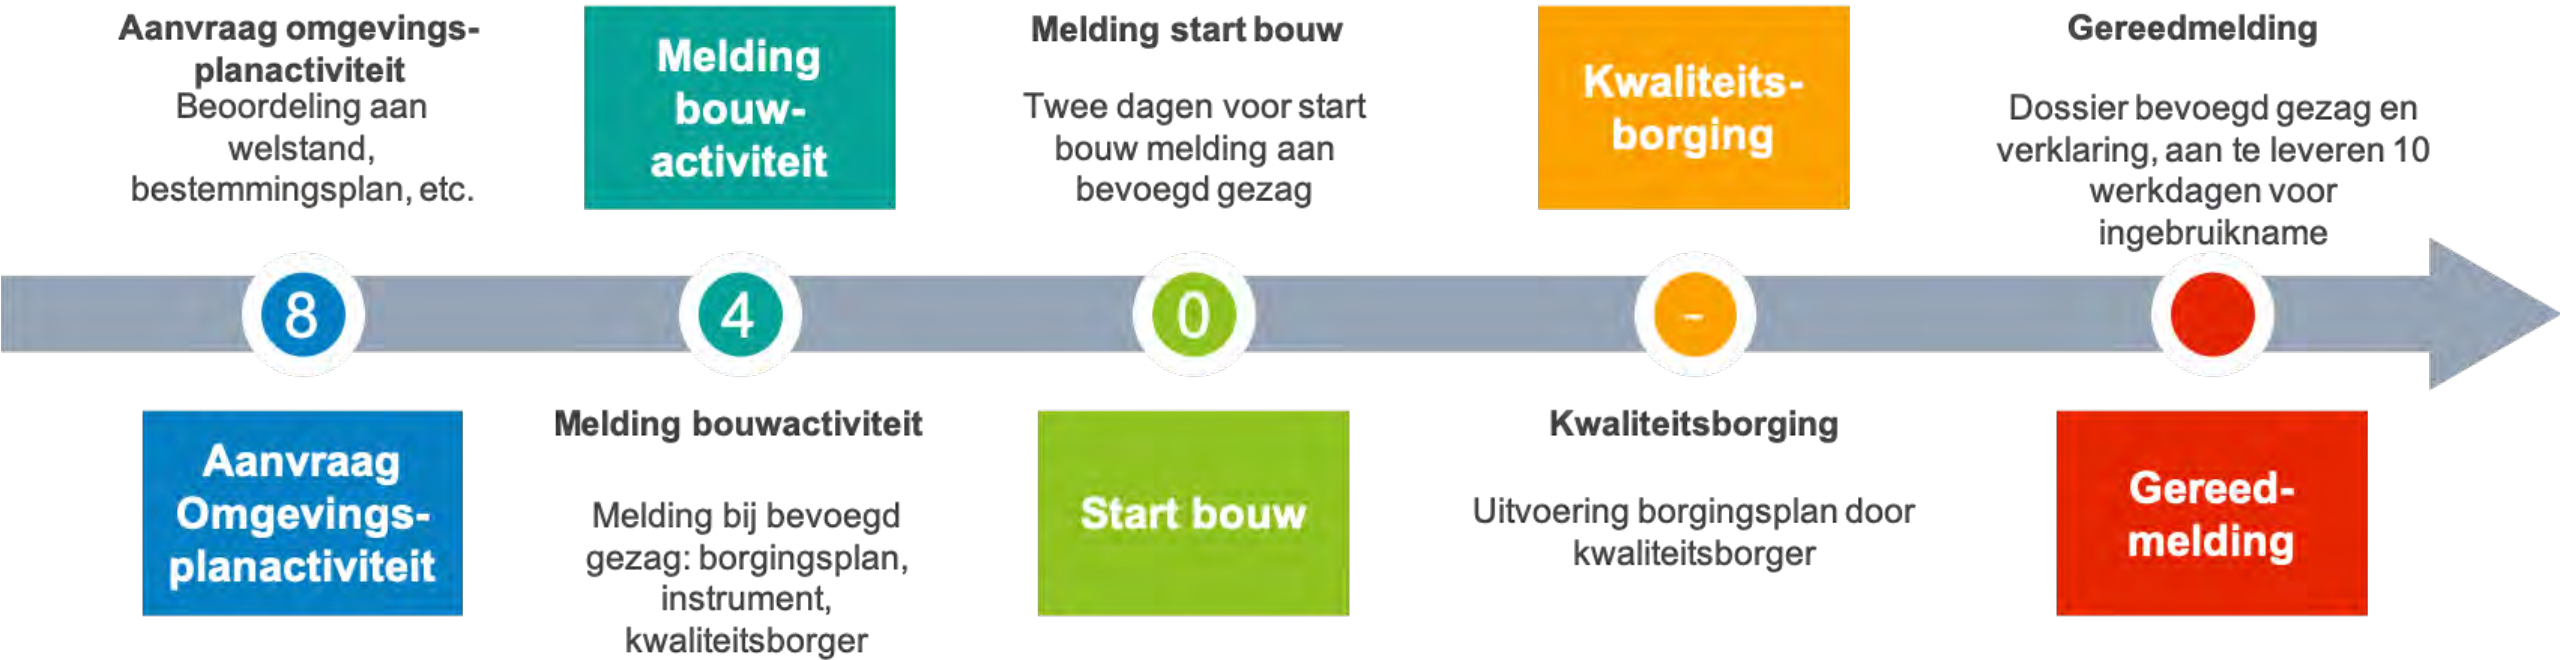 Aanvraag omgevings-
planactiviteit
Beoordeling aan
welstand,
bestemmingsplan, etc.
8
Aanvraag
Omgevings-
planactiviteit
Melding
bouw-
activiteit
4
Melding bouwactiviteit
Melding bij bevoegd
gezag: borgingsplan,
instrument,
kwaliteitsborger
Melding start bouw
Twee dagen voor start
bouw melding aan
bevoegd gezag
0
Start bouw
Kwaliteits-
borging
-
Kwaliteitsborging
Uitvoering borgingsplan door
kwaliteitsborger
Gereedmelding
Dossier bevoegd gezag en
verklaring, aan te leveren 10
werkdagen voor
ingebruikname
Gereed-
melding